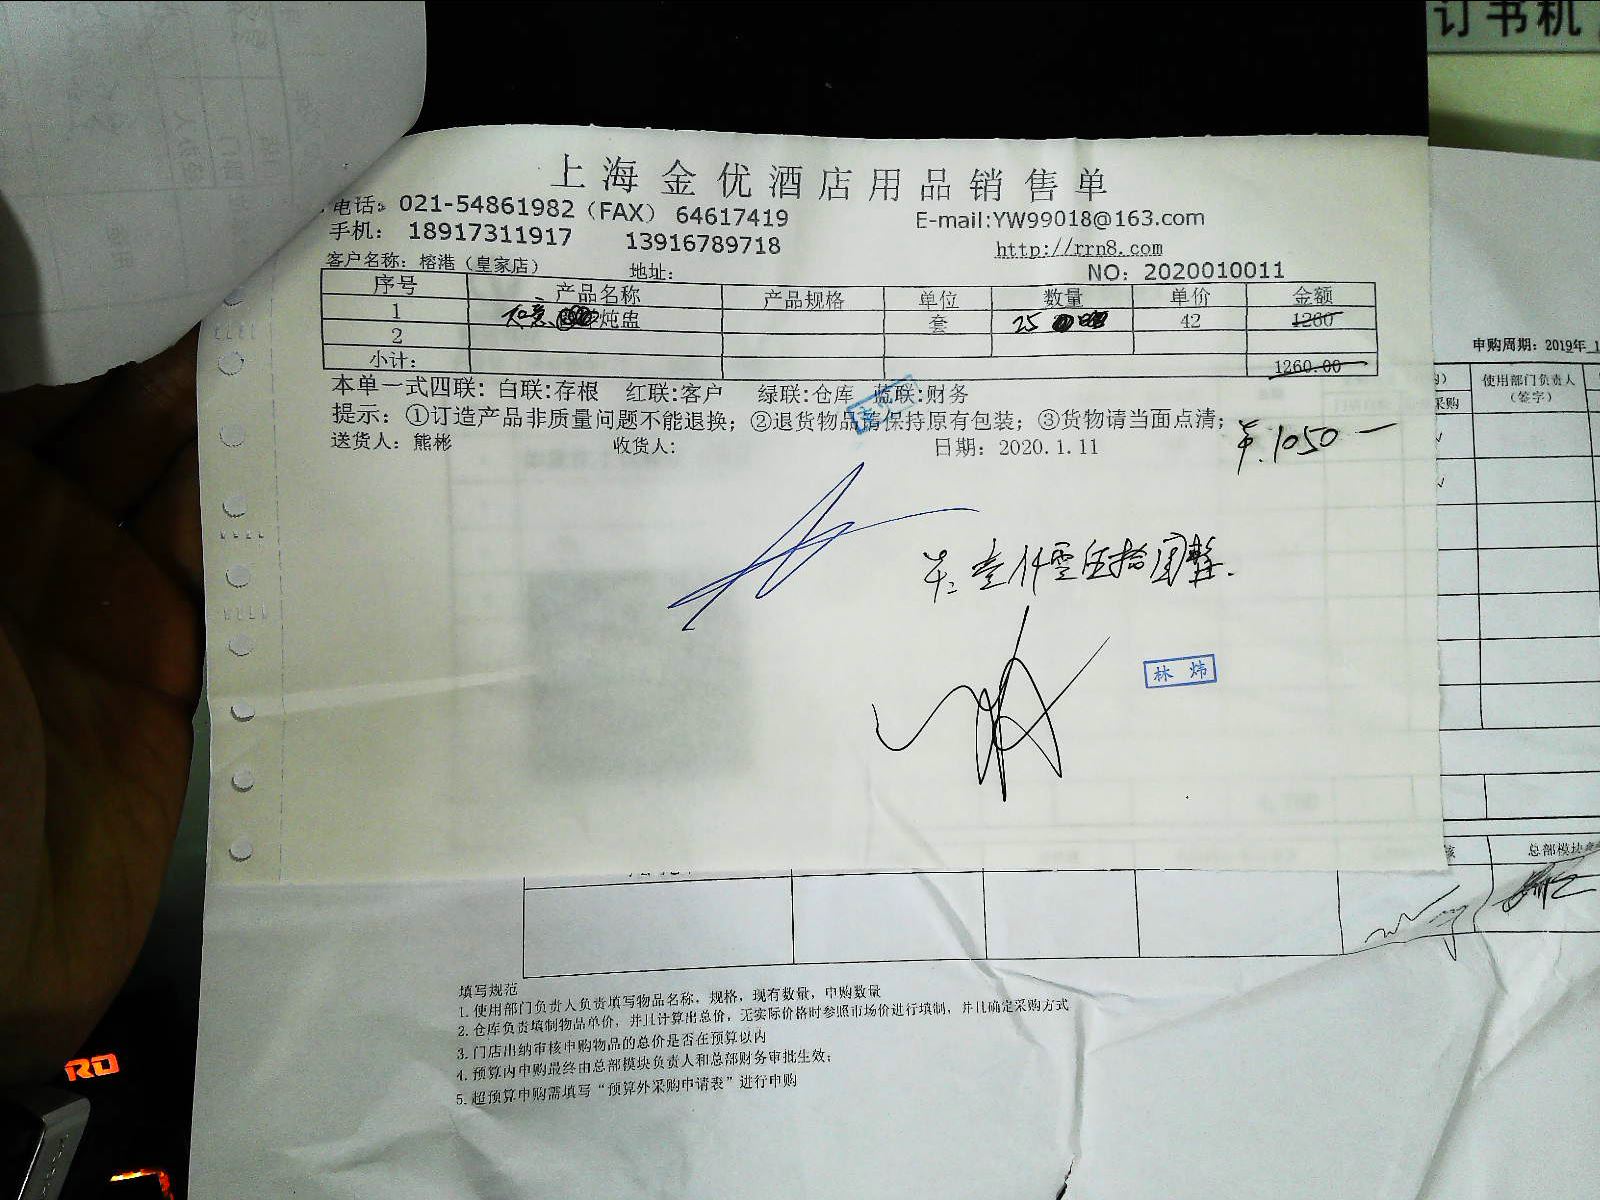 订书机
上海金优酒店用品销售单
电话: 021-54861982 (FAX) 64617419 E-mail:YW99018@163.com
手机: 18917311917 13916789718 http://rrn8.com
客户名称: 榕港 (皇家店) 地址: NO: 2020010011
序号 产品名称 产品规格 单位 数量 单价 金额
1 炖盅 套 25 42 1260
2
小计: 1260.00
本单一式四联: 白联:存根 红联:客户 绿联:仓库 蓝联:财务
提示: ①订造产品非质量问题不能退换; ②退货物品请保持原有包装; ③货物请当面点清;
送货人: 熊彬 收货人: 日期: 2020.1.11
¥.1050—
壹仟零伍拾圆整.
林炜
申购周期: 2019年
使用部门负责人
(签字)
采购
总部模块
填写规范
1. 使用部门负责人负责填写物品名称, 规格, 现有数量, 申购数量
2. 仓库负责填制物品单价, 并且计算出总价, 无实际价格时参照市场价进行填制, 并且确定采购方式
3. 门店出纳审核申购物品的总价是否在预算以内
4. 预算内申购最终由总部模块负责人和总部财务审批生效;
5. 超预算申购需填写“预算外采购申请表”进行申购